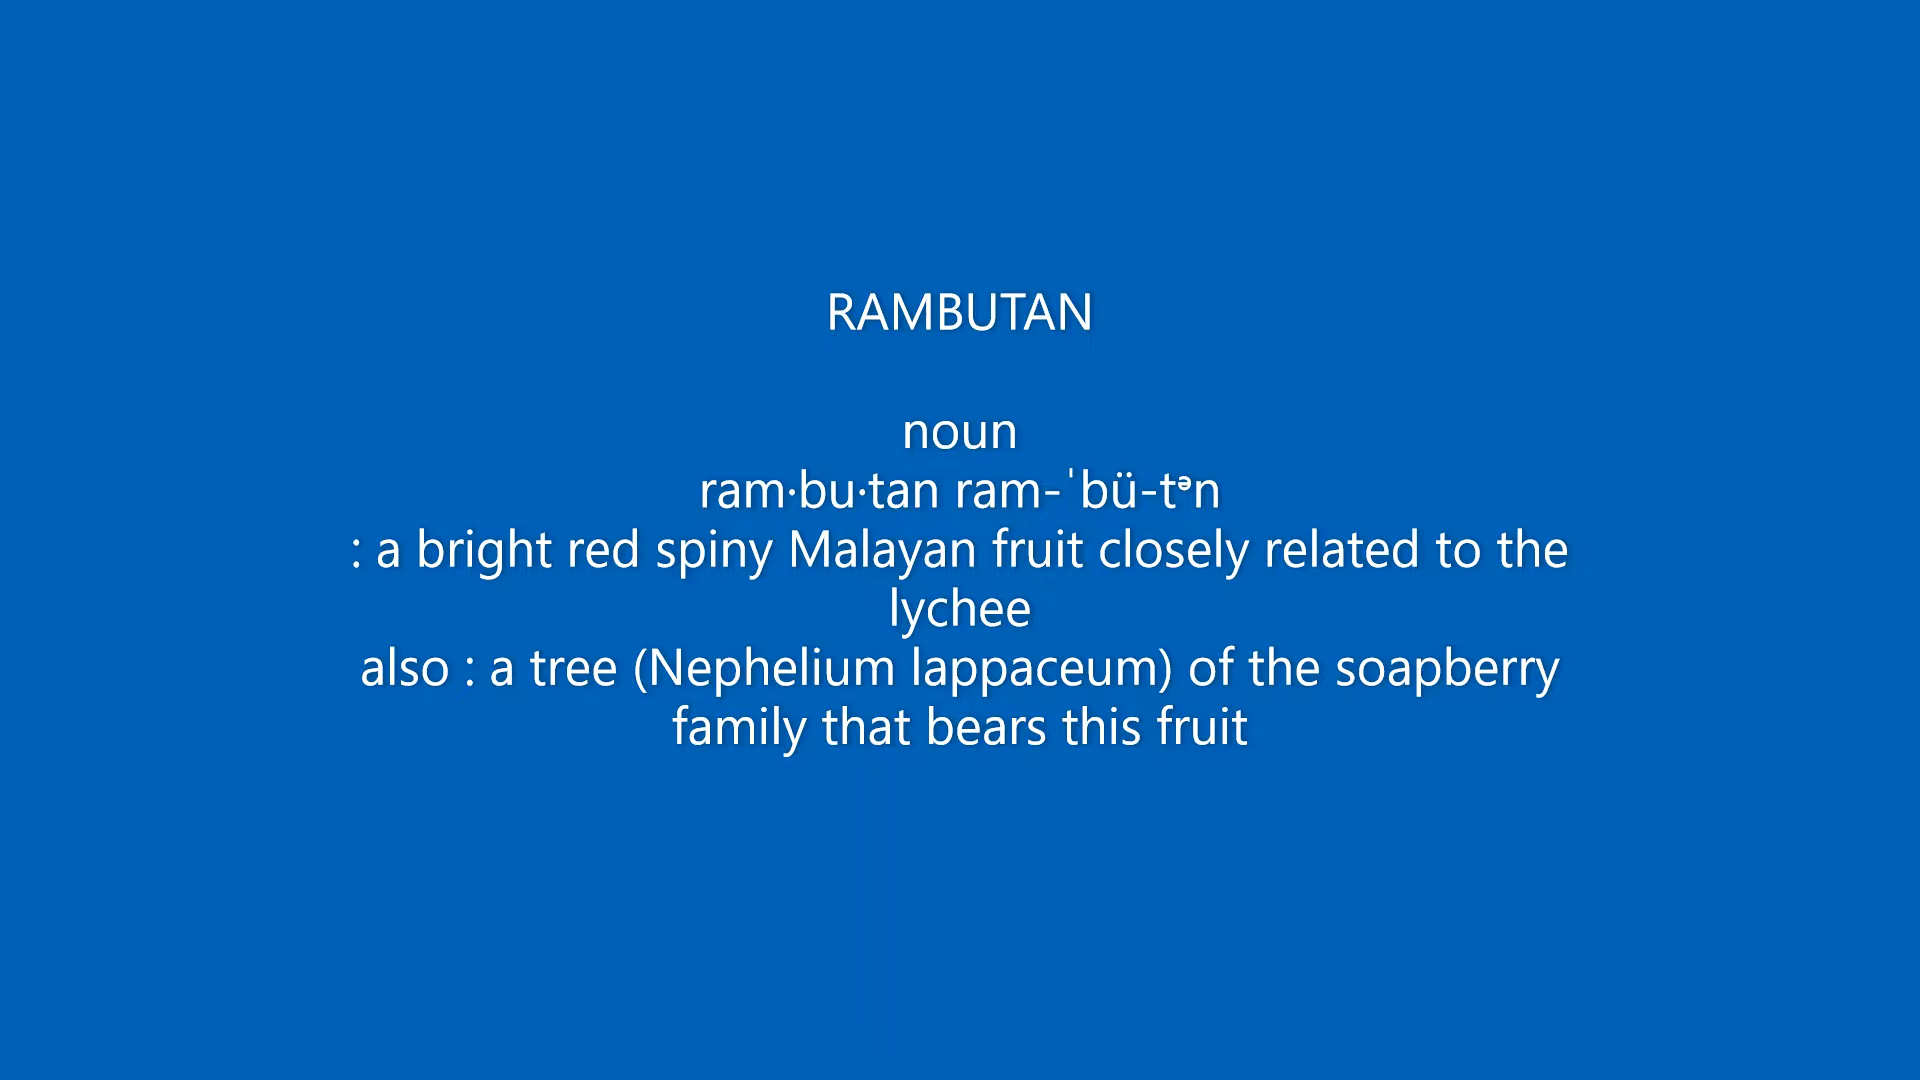 RAMBUTAN
noun
ram·bu·tan ram-ˈbü-tᵊn
: a bright red spiny Malayan fruit closely related to the
lychee
also : a tree (Nephelium lappaceum) of the soapberry
family that bears this fruit